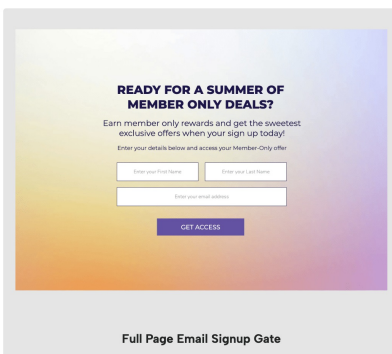 READY FOR A SUMMER OF
MEMBER ONLY DEALS?
Earn member only rewards and get the sweetest
exclusive offers when your sign up today!
Enter your details below and access your Member-Only offer
Enter your First Name
Enter your Last Name
Enter your email address
GET ACCESS
Full Page Email Signup Gate